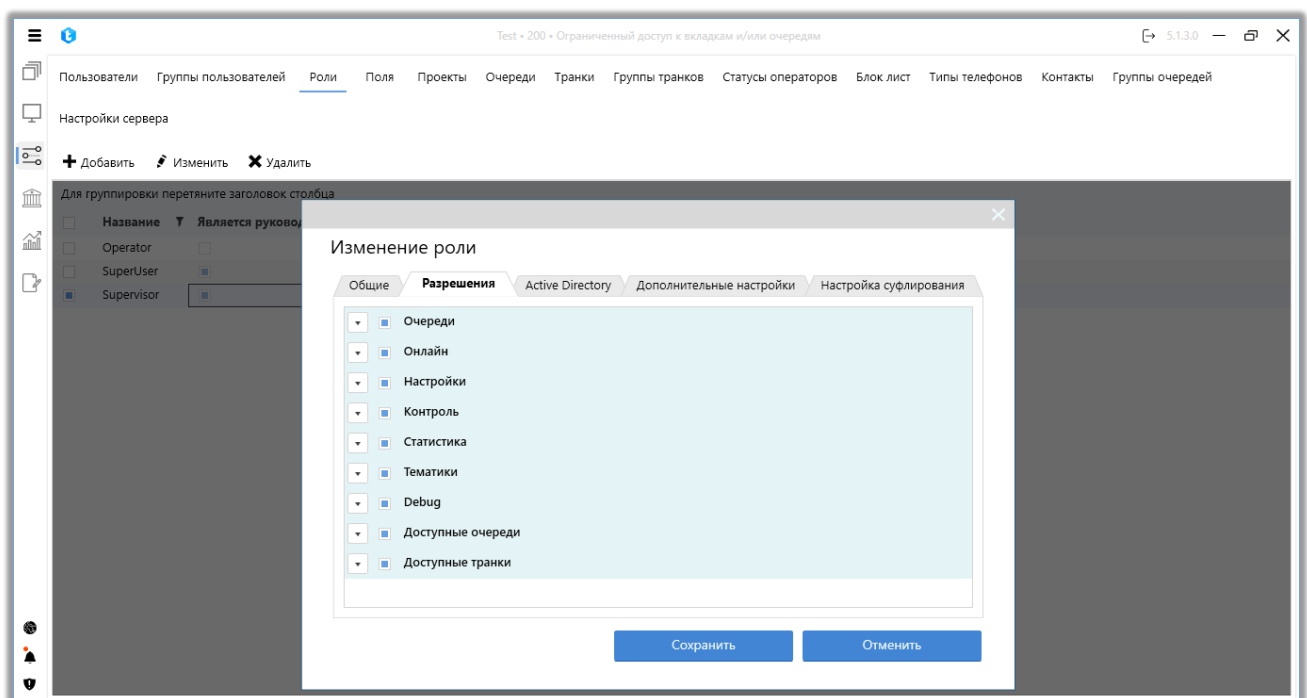 Test • 200 • Ограниченный доступ к вкладкам и/или очередям
5.1.3.0
Пользователи Группы пользователей Роли Поля Проекты Очереди Транки Группы транков Статусы операторов Блок лист Типы телефонов Контакты Группы очередей
Настройки сервера
Добавить Изменить Удалить
Для группировки перетяните заголовок столбца
Название Является руковод
Operator
SuperUser
Supervisor
Изменение роли
Общие Разрешения Active Directory Дополнительные настройки Настройка суфлирования
Очереди
Онлайн
Настройки
Контроль
Статистика
Тематики
Debug
Доступные очереди
Доступные транки
Сохранить Отменить